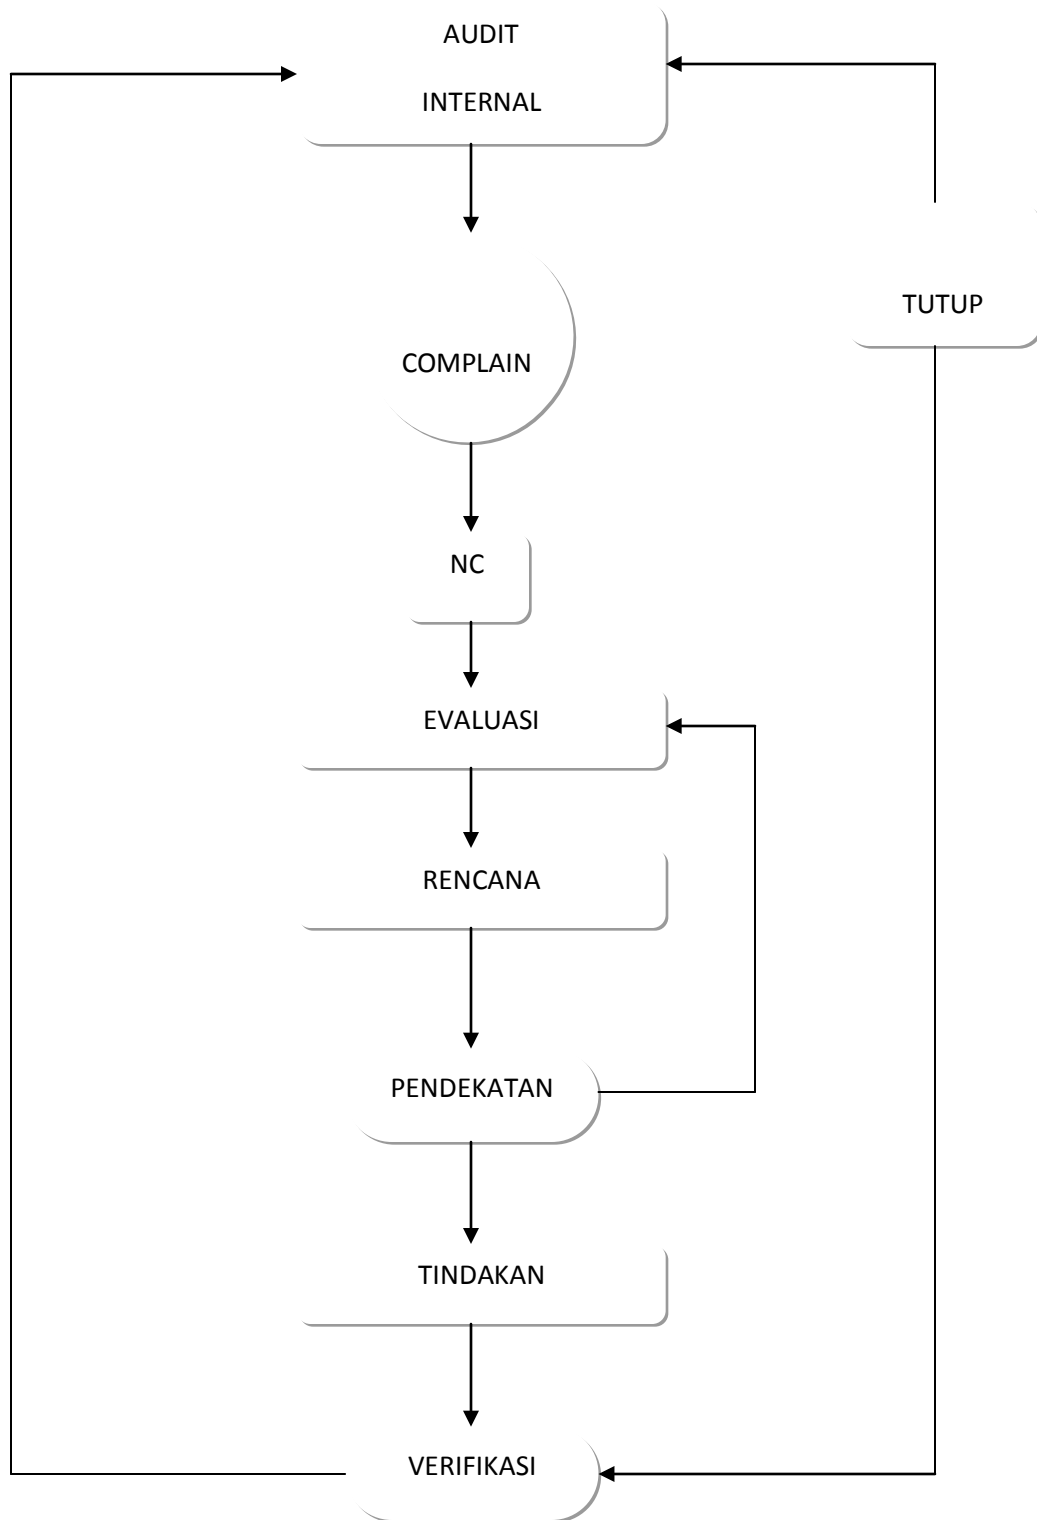 AUDIT
INTERNAL
TUTUP
COMPLAIN
NC
EVALUASI
RENCANA
PENDEKATAN
TINDAKAN
VERIFIKASI